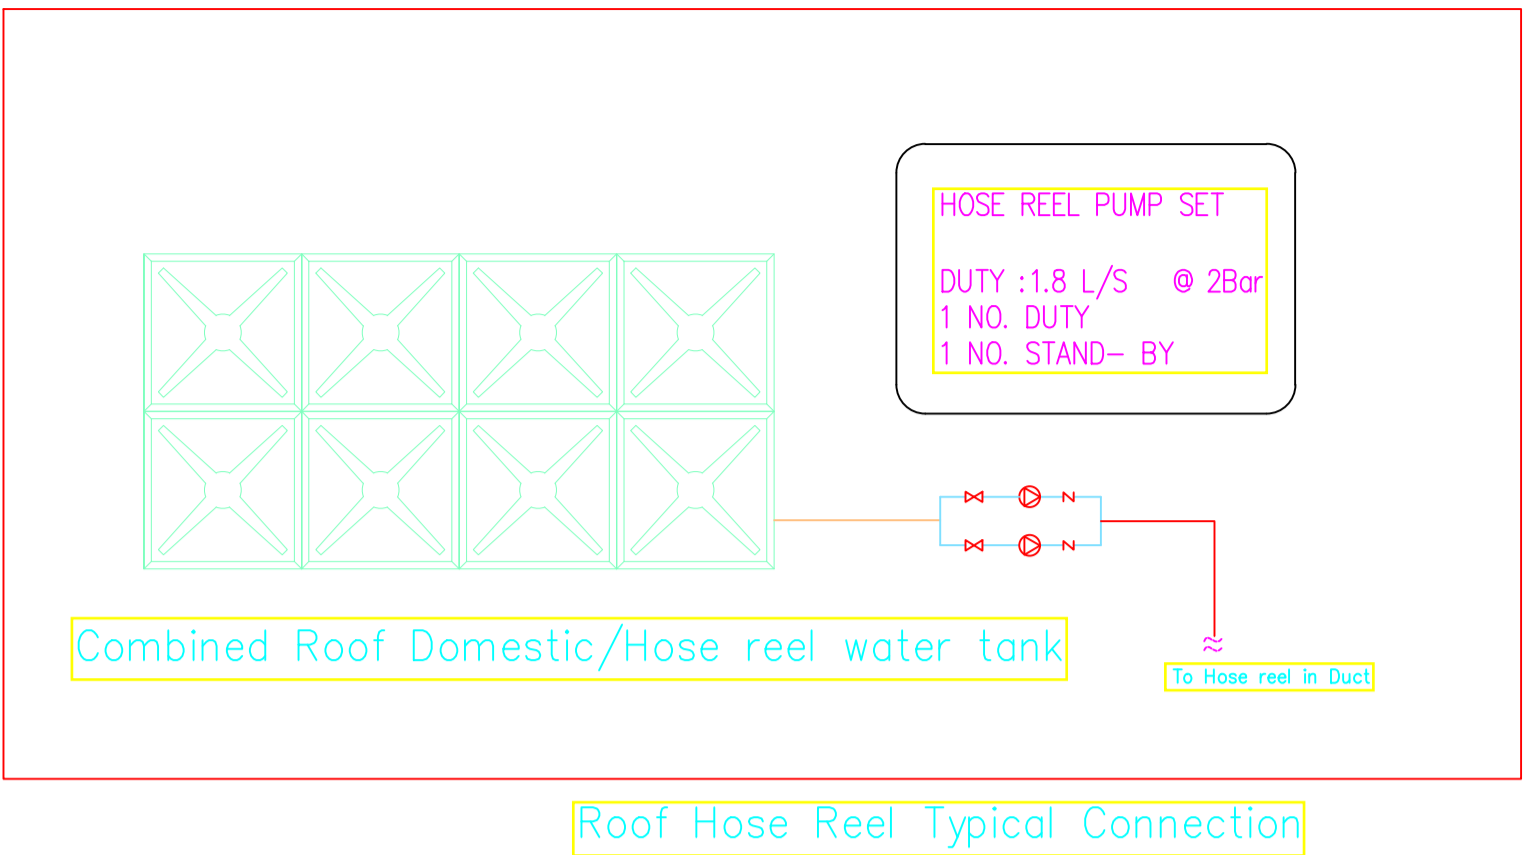 HOSE REEL PUMP SET
DUTY :1.8 L/S @ 2Bar
1 NO. DUTY
1 NO. STAND- BY
Combined Roof Domestic/Hose reel water tank
To Hose reel in Duct
Roof Hose Reel Typical Connection